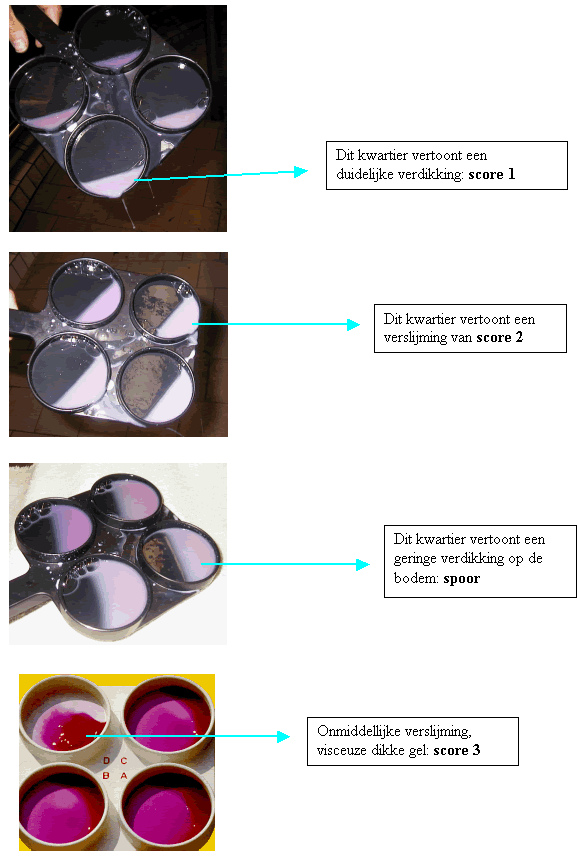 Dit kwartier vertoont een
duidelijke verdikking: score 1
Dit kwartier vertoont een
verslijming van score 2
Dit kwartier vertoont een
geringe verdikking op de
bodem: spoor
D C
B A
Onmiddellijke verslijming,
visceuze dikke gel: score 3